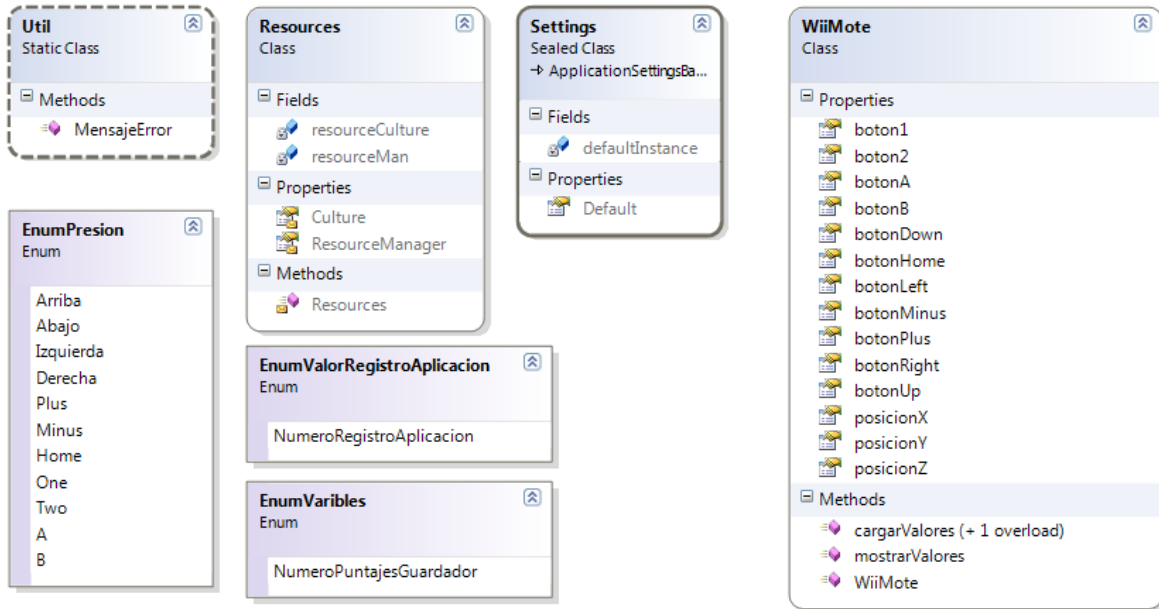 Util
Static Class
Methods
MensajeError
EnumPresion
Enum
Arriba
Abajo
Izquierda
Derecha
Plus
Minus
Home
One
Two
A
B
Resources
Class
Fields
resourceCulture
resourceMan
Properties
Culture
ResourceManager
Methods
Resources
EnumValorRegistroAplicacion
Enum
NumeroRegistroAplicacion
EnumVaribles
Enum
NumeroPuntajesGuardador
Settings
Sealed Class
ApplicationSettingsBa...
Fields
defaultInstance
Properties
Default
WiiMote
Class
Properties
boton1
boton2
botonA
botonB
botonDown
botonHome
botonLeft
botonMinus
botonPlus
botonRight
botonUp
posicionX
posicionY
posicionZ
Methods
cargarValores (+ 1 overload)
mostrarValores
WiiMote